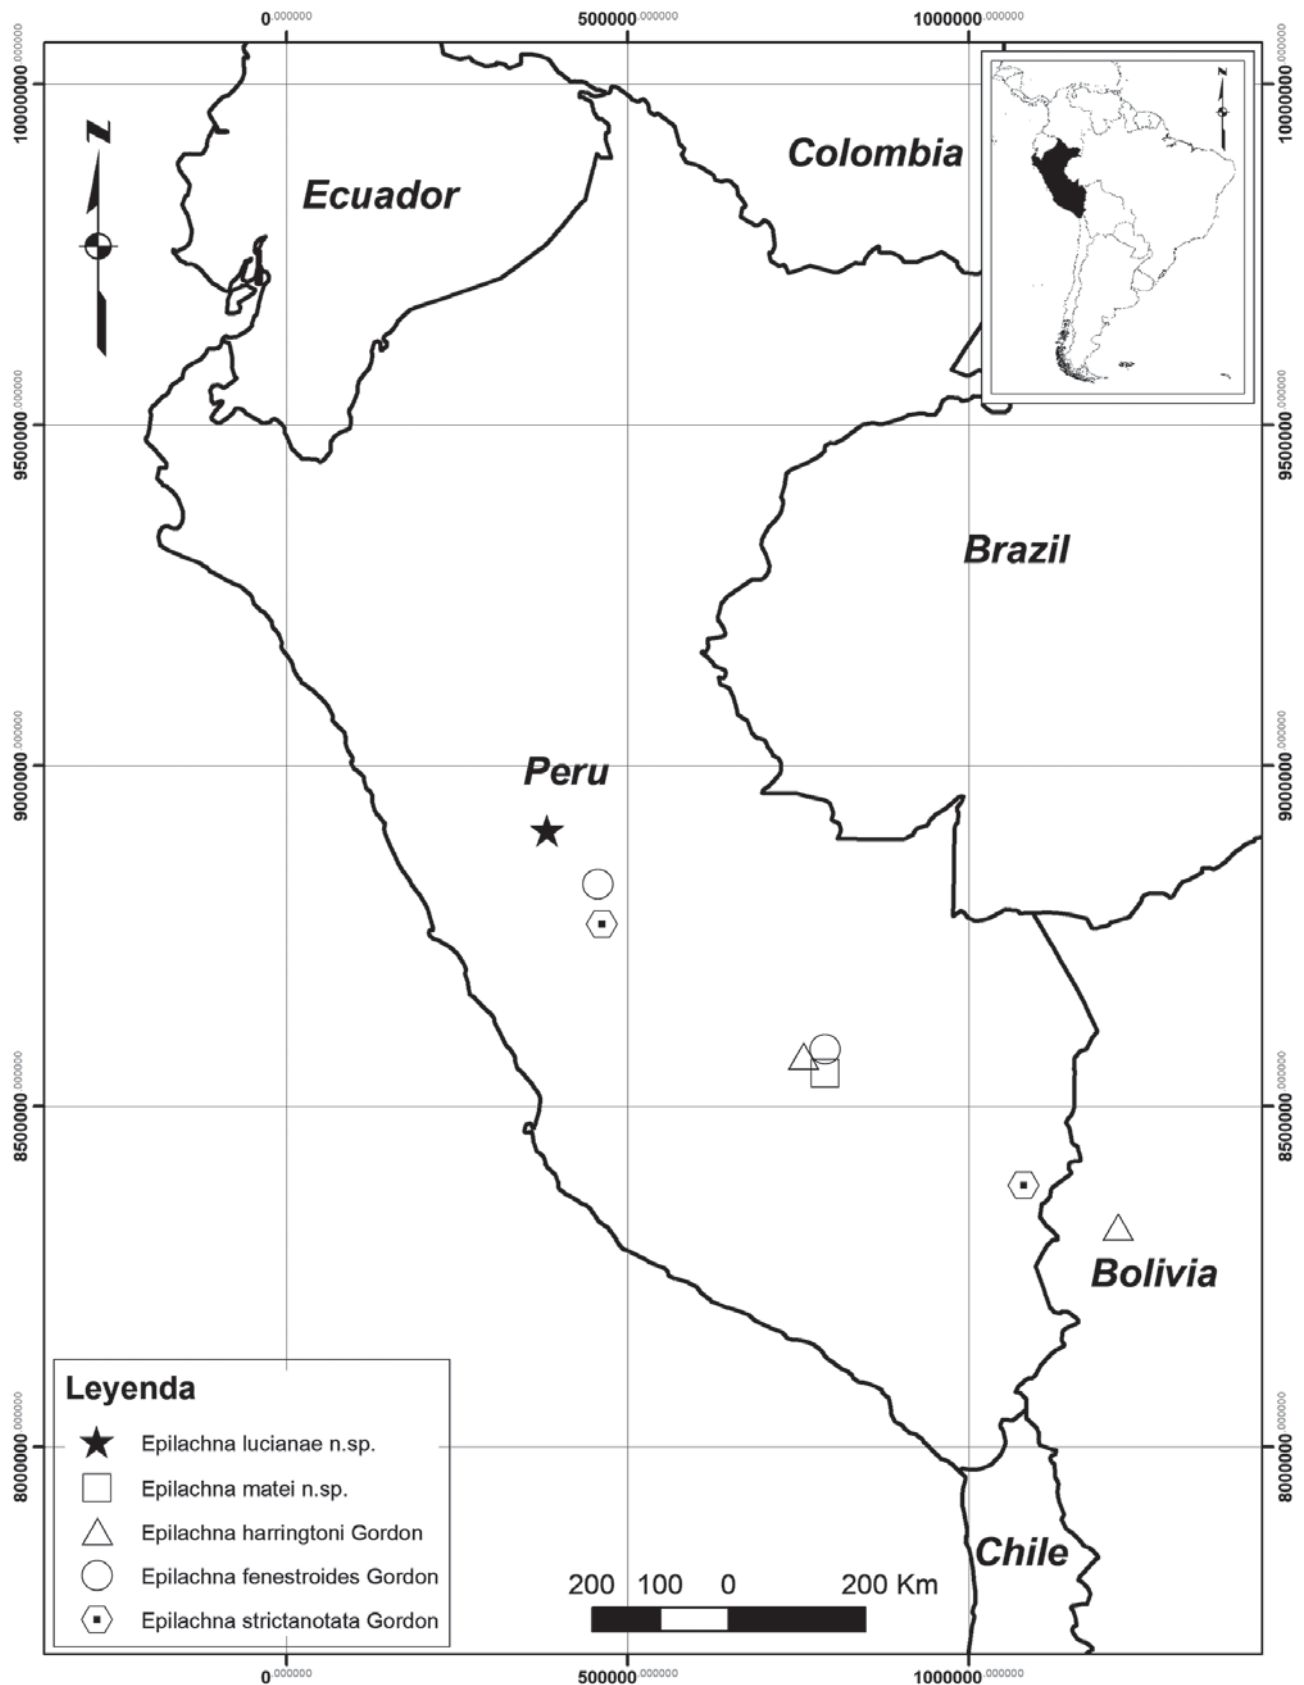 0.000000 500000.000000 1000000.000000
10000000.000000
10000000.000000
N
N
Colombia
Ecuador
9500000.000000
9500000.000000
Brazil
9000000.000000
9000000.000000
Peru
8500000.000000
8500000.000000
Bolivia
Leyenda
Epilachna lucianae n.sp.
Epilachna matei n.sp.
Epilachna harringtoni Gordon
Epilachna fenestroides Gordon
Epilachna strictanotata Gordon
8000000.000000
8000000.000000
Chile
200 100 0 200 Km
0.000000 500000.000000 1000000.000000